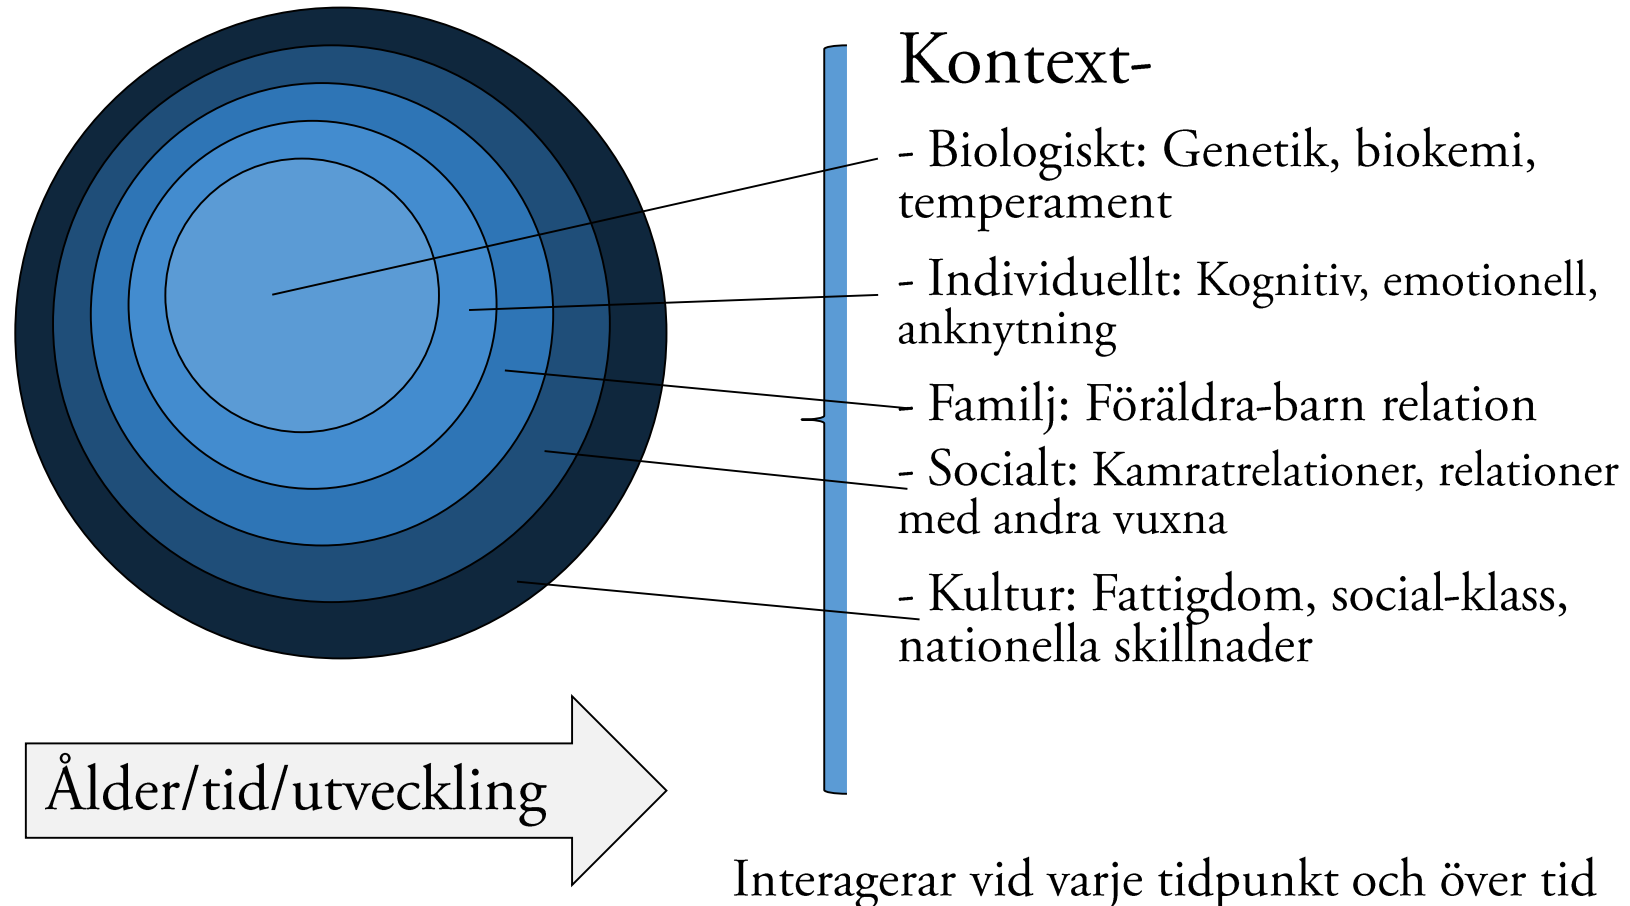 Kontext-
- Biologiskt: Genetik, biokemi,
temperament
- Individuellt: Kognitiv, emotionell,
anknytning
- Familj: Föräldra-barn relation
- Socialt: Kamratrelationer, relationer
med andra vuxna
- Kultur: Fattigdom, social-klass,
nationella skillnader
Ålder/tid/utveckling
Interagerar vid varje tidpunkt och över tid